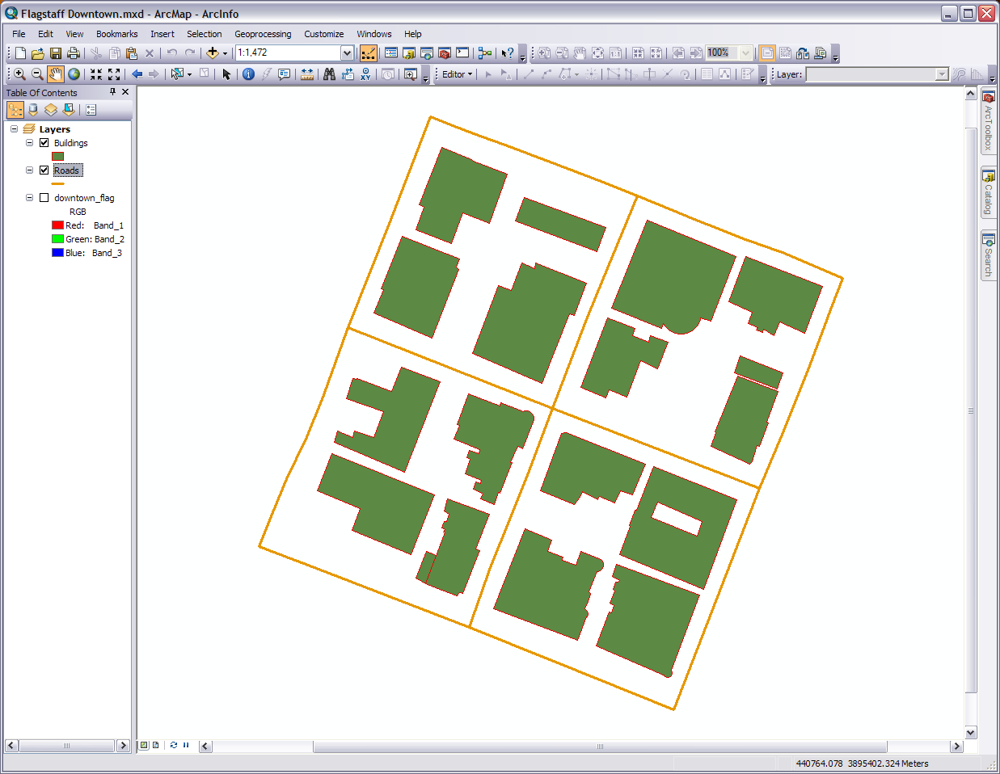 Flagstaff Downtown.mxd - ArcMap - ArcInfo
File Edit View Bookmarks Insert Selection Geoprocessing Customize Windows Help
1:1,472 100%
Editor Layer:
Table Of Contents
Layers
Buildings
Roads
downtown_flag
RGB
Red: Band_1
Green: Band_2
Blue: Band_3
ArcToolbox
Catalog
Search
440764.078 3895402.324 Meters